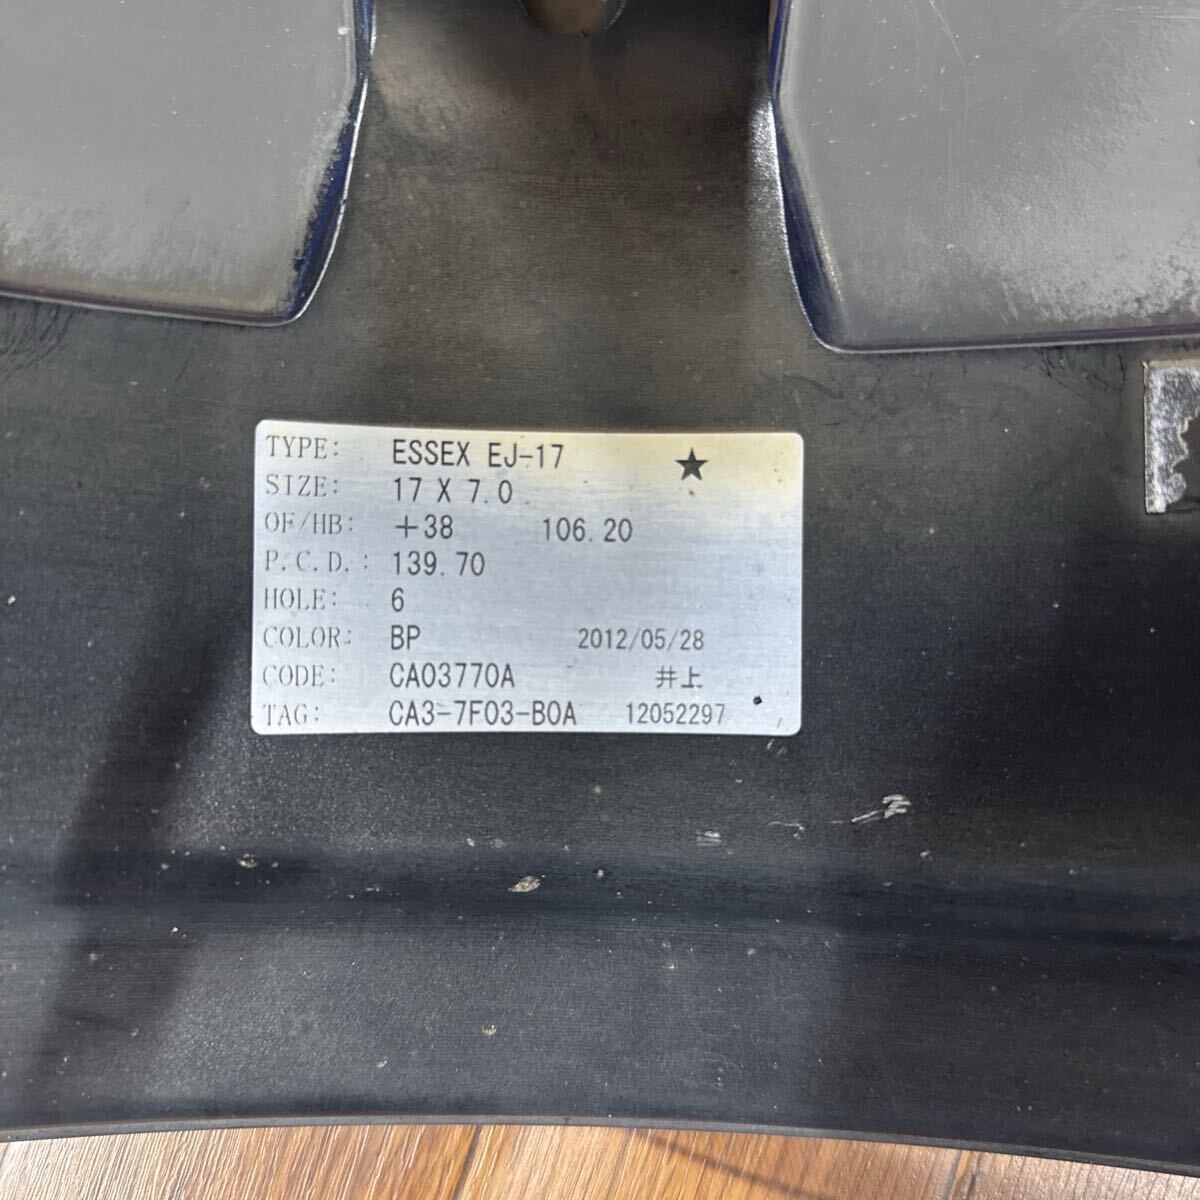 TYPE: ESSEX EJ-17 ★
SIZE: 17 X 7.0
OF/HB: +38 106.20
P.C.D.: 139.70
HOLE: 6
COLOR: BP 2012/05/28
CODE: CA03770A 井上
TAG: CA3-7F03-B0A 12052297